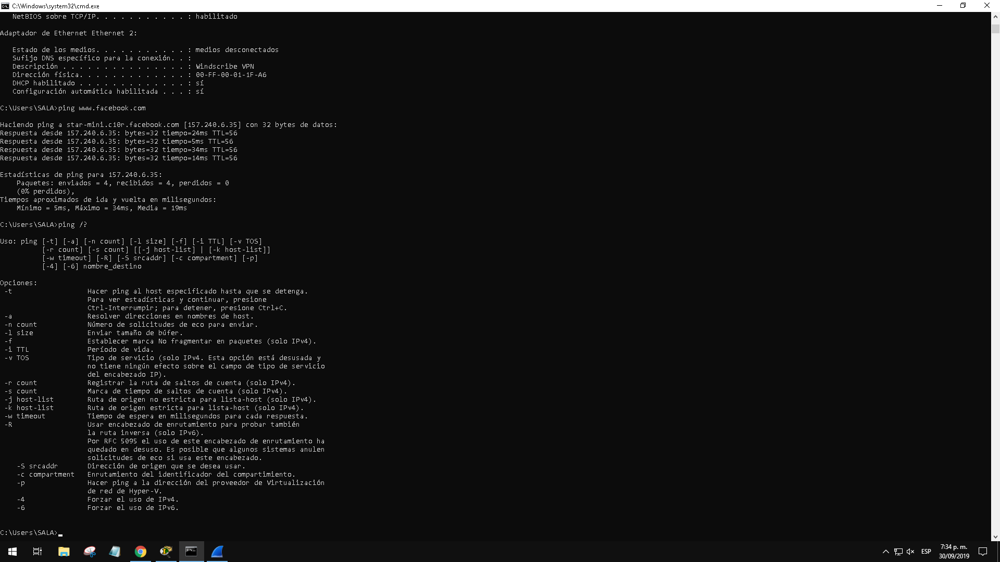 C:\Windows\system32\cmd.exe
NetBIOS sobre TCP/IP. . . . . . . . . . . : habilitado
Adaptador de Ethernet Ethernet 2:
Estado de los medios. . . . . . . . . . . : medios desconectados
Sufijo DNS específico para la conexión. . :
Descripción . . . . . . . . . . . . . . . : Windscribe VPN
Dirección física. . . . . . . . . . . . . : 00-FF-00-01-1F-A6
DHCP habilitado . . . . . . . . . . . . . : sí
Configuración automática habilitada . . . : sí
C:\Users\SALA>ping www.facebook.com
Haciendo ping a star-mini.c10r.facebook.com [157.240.6.35] con 32 bytes de datos:
Respuesta desde 157.240.6.35: bytes=32 tiempo=24ms TTL=56
Respuesta desde 157.240.6.35: bytes=32 tiempo=5ms TTL=56
Respuesta desde 157.240.6.35: bytes=32 tiempo=34ms TTL=56
Respuesta desde 157.240.6.35: bytes=32 tiempo=14ms TTL=56
Estadísticas de ping para 157.240.6.35:
Paquetes: enviados = 4, recibidos = 4, perdidos = 0
(0% perdidos),
Tiempos aproximados de ida y vuelta en milisegundos:
Mínimo = 5ms, Máximo = 34ms, Media = 19ms
C:\Users\SALA>ping /?
Uso: ping [-t] [-a] [-n count] [-l size] [-f] [-i TTL] [-v TOS]
[-r count] [-s count] [[-j host-list] | [-k host-list]]
[-w timeout] [-R] [-S srcaddr] [-c compartment] [-p]
[-4] [-6] nombre_destino
Opciones:
-t Hacer ping al host especificado hasta que se detenga.
Para ver estadísticas y continuar, presione
Ctrl-Interrumpir; para detener, presione Ctrl+C.
-a Resolver direcciones en nombres de host.
-n count Número de solicitudes de eco para enviar.
-l size Enviar tamaño de búfer.
-f Establecer marca No fragmentar en paquetes (solo IPv4).
-i TTL Período de vida.
-v TOS Tipo de servicio (solo IPv4. Esta opción está desusada y
no tiene ningún efecto sobre el campo de tipo de servicio
del encabezado IP).
-r count Registrar la ruta de saltos de cuenta (solo IPv4).
-s count Marca de tiempo de saltos de cuenta (solo IPv4).
-j host-list Ruta de origen no estricta para lista-host (solo IPv4).
-k host-list Ruta de origen estricta para lista-host (solo IPv4).
-w timeout Tiempo de espera en milisegundos para cada respuesta.
-R Usar encabezado de enrutamiento para probar también
la ruta inversa (solo IPv6).
Por RFC 5095 el uso de este encabezado de enrutamiento ha
quedado en desuso. Es posible que algunos sistemas anulen
solicitudes de eco si usa este encabezado.
-S srcaddr Dirección de origen que se desea usar.
-c compartment Enrutamiento del identificador del compartimiento.
-p Hacer ping a la dirección del proveedor de Virtualización
de red de Hyper-V.
-4 Forzar el uso de IPv4.
-6 Forzar el uso de IPv6.
C:\Users\SALA>
ESP
7:34 p. m.
30/09/2019